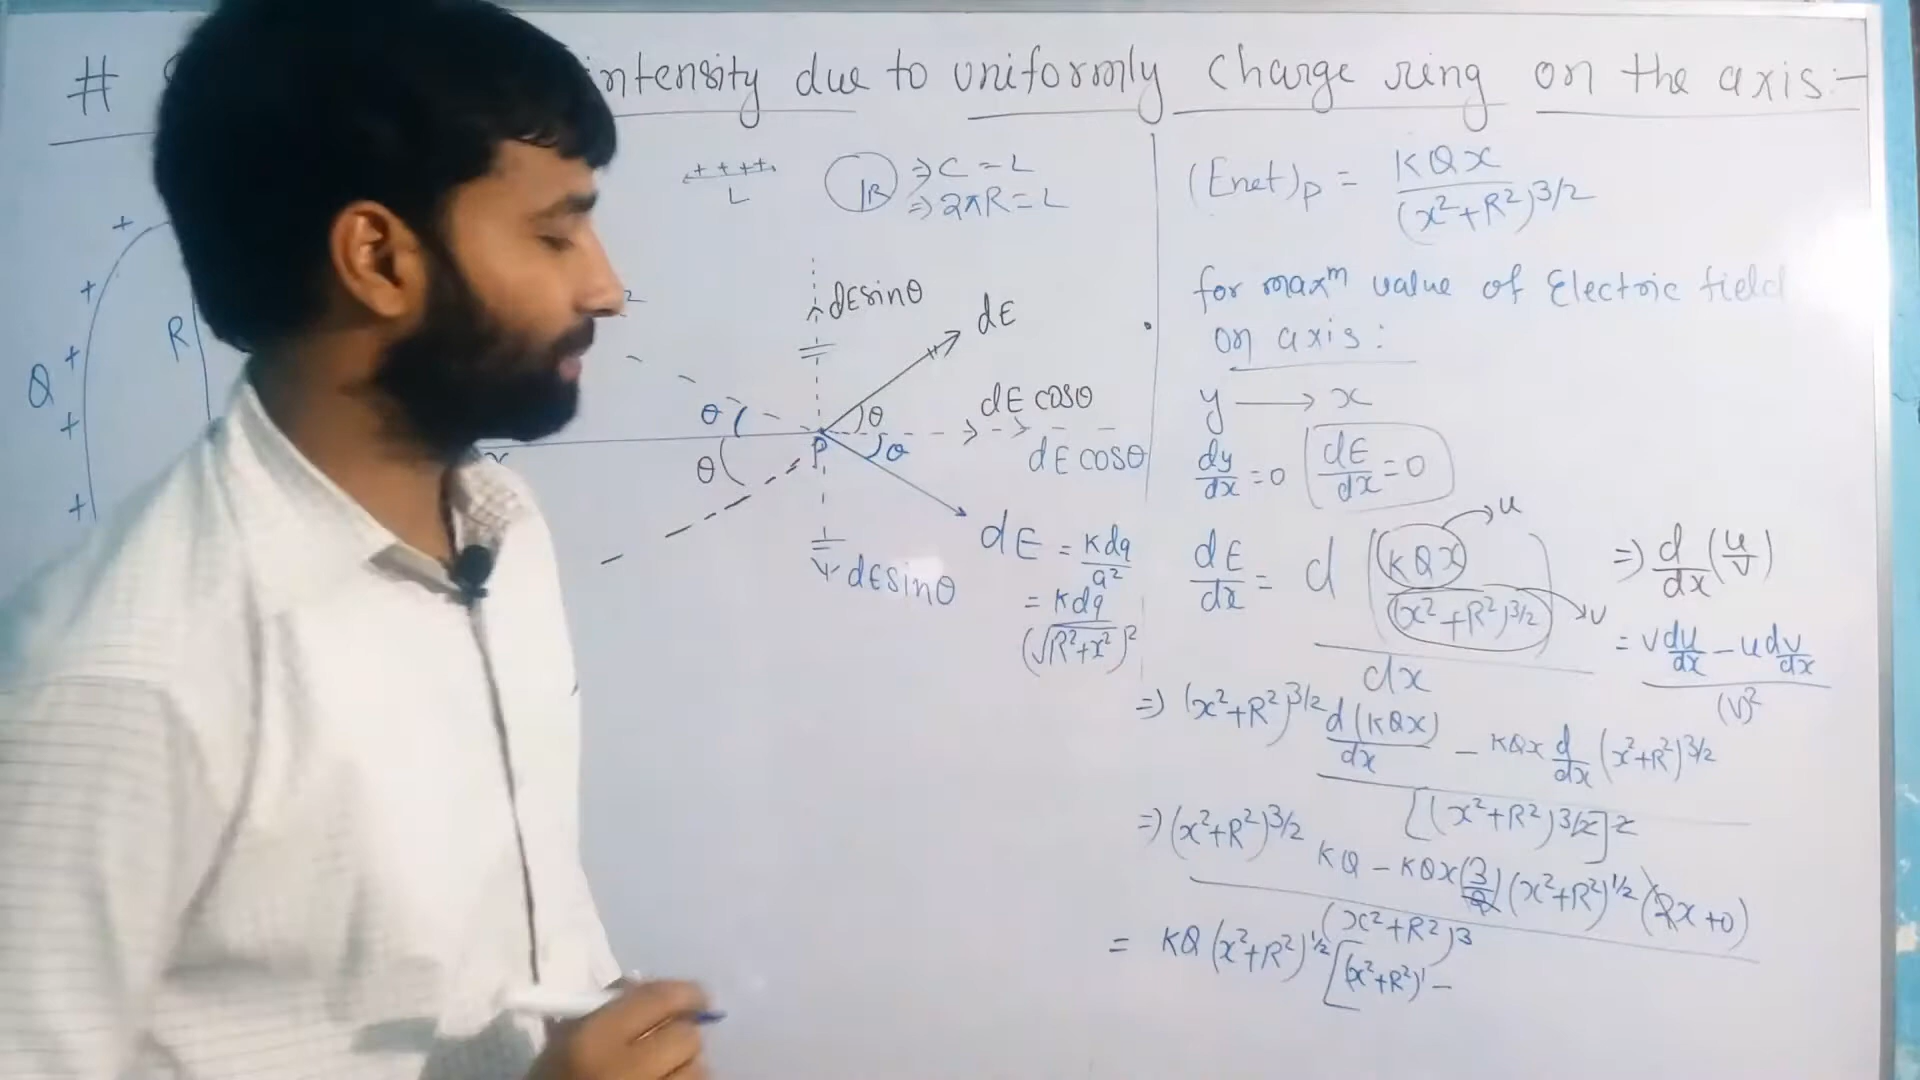 # intensity due to uniformly charge ring on the axis:-
+ + + +
L
R ⇒ C = L
⇒ 2πR = L
+
+
+
+
+
Q
R
2
dEsinθ
dE
θ
θ
dE cosθ
P
θ
θ
dE cosθ
x
dE = Kdq/a²
dEsinθ
= Kdq/(√R²+x²)²
(Enet)p = KQx/(x²+R²)3/2
for maxm value of Electric field
on axis:
y → x
dy/dx = 0 dE/dx = 0
u
dE/dx = d (KQx/(x²+R²)3/2)/dx
v
⇒ d/dx (u/v)
= v du/dx - u dv/dx / (v)²
⇒ (x²+R²)3/2 d(KQx)/dx - KQx d/dx (x²+R²)3/2
[(x²+R²)3/2]2
⇒ (x²+R²)3/2 KQ - KQx(3/2)(x²+R²)1/2 (2x+0)
(x²+R²)3
= KQ (x²+R²)1/2 [(x²+R²)1 -